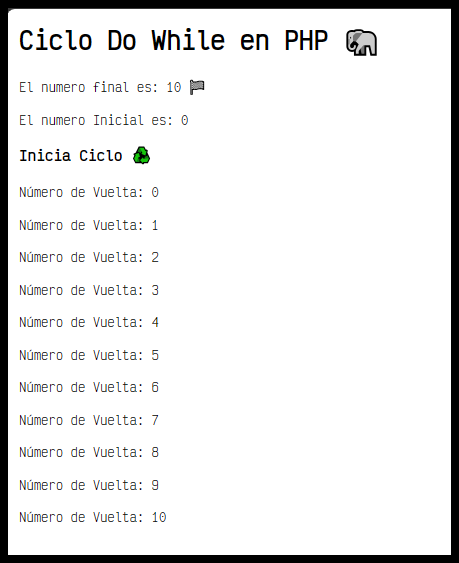 Ciclo Do While en PHP 🐘
El numero final es: 10 🏁
El numero Inicial es: 0
Inicia Ciclo ♻
Número de Vuelta: 0
Número de Vuelta: 1
Número de Vuelta: 2
Número de Vuelta: 3
Número de Vuelta: 4
Número de Vuelta: 5
Número de Vuelta: 6
Número de Vuelta: 7
Número de Vuelta: 8
Número de Vuelta: 9
Número de Vuelta: 10